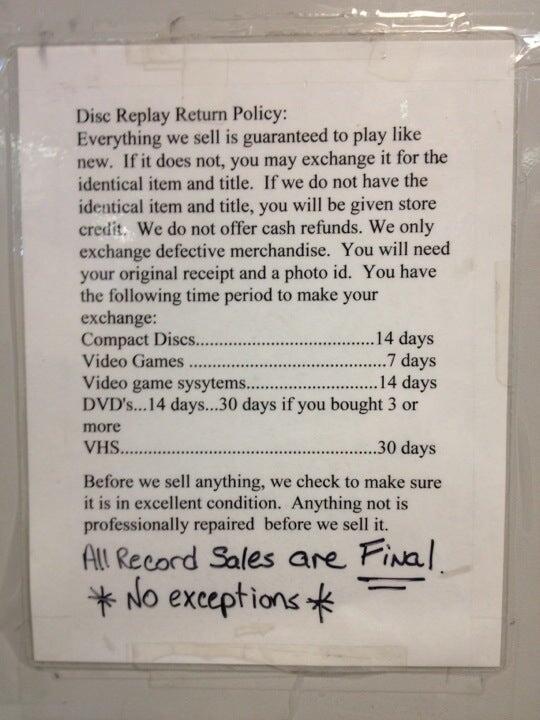 Disc Replay Return Policy:
Everything we sell is guaranteed to play like
new. If it does not, you may exchange it for the
identical item and title. If we do not have the
identical item and title, you will be given store
credit. We do not offer cash refunds. We only
exchange defective merchandise. You will need
your original receipt and a photo id. You have
the following time period to make your
exchange:
Compact Discs.....................................14 days
Video Games .........................................7 days
Video game sysytems...........................14 days
DVD's...14 days...30 days if you bought 3 or
more
VHS.....................................................30 days
Before we sell anything, we check to make sure
it is in excellent condition. Anything not is
professionally repaired before we sell it.
All Record Sales are Final.
* No exceptions *